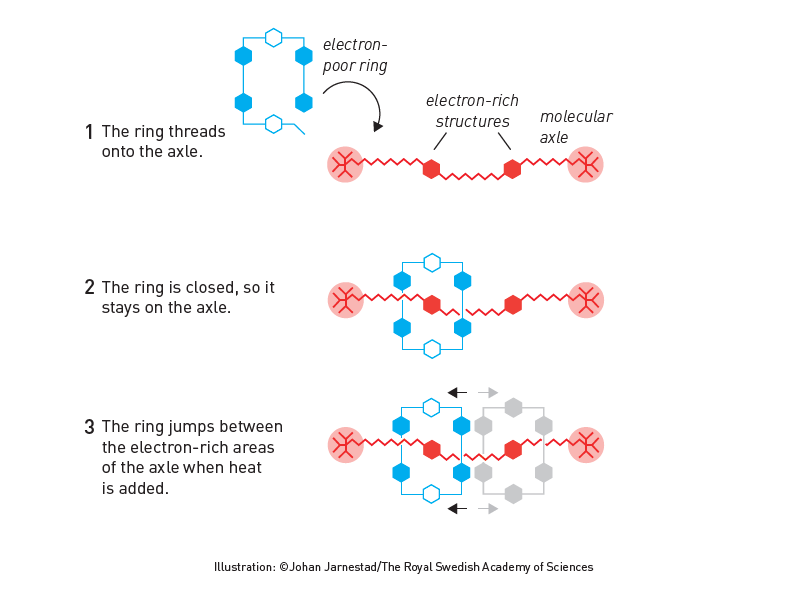 electron-
poor ring
electron-rich
structures
molecular
axle
1 The ring threads
onto the axle.
2 The ring is closed, so it
stays on the axle.
3 The ring jumps between
the electron-rich areas
of the axle when heat
is added.
Illustration: ©Johan Jarnestad/The Royal Swedish Academy of Sciences